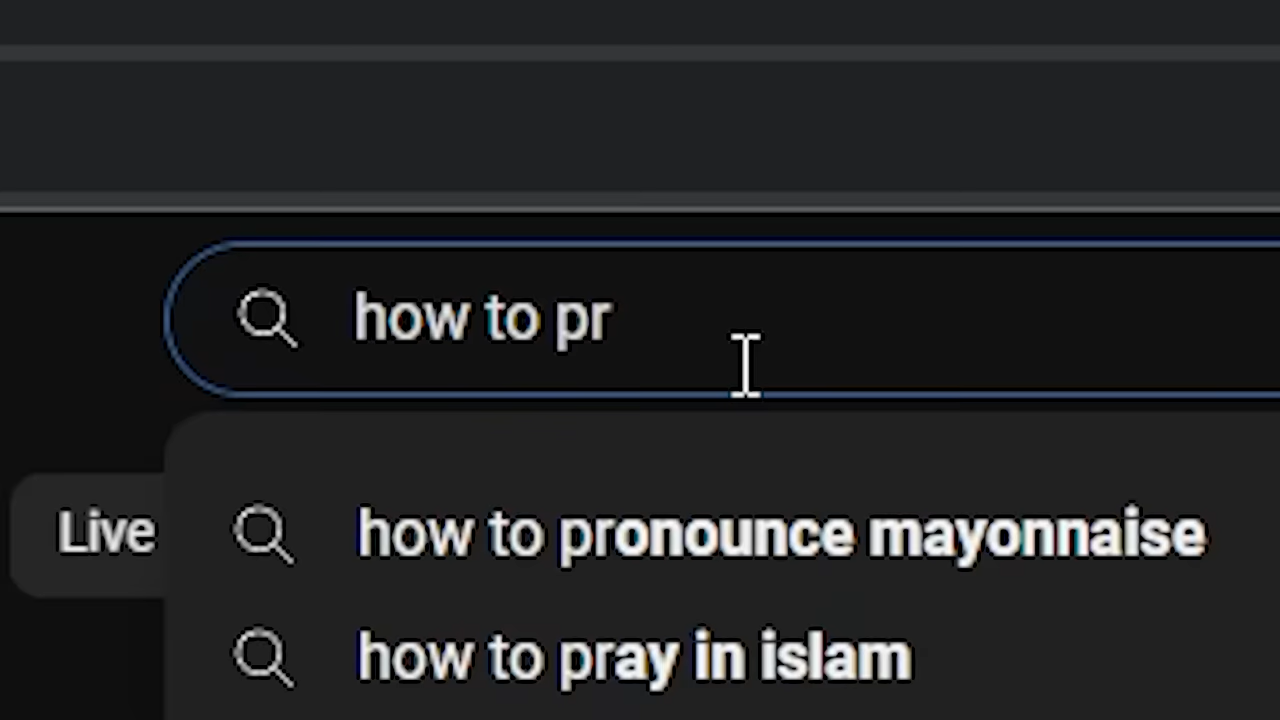 how to pr
Live
how to pronounce mayonnaise
how to pray in islam